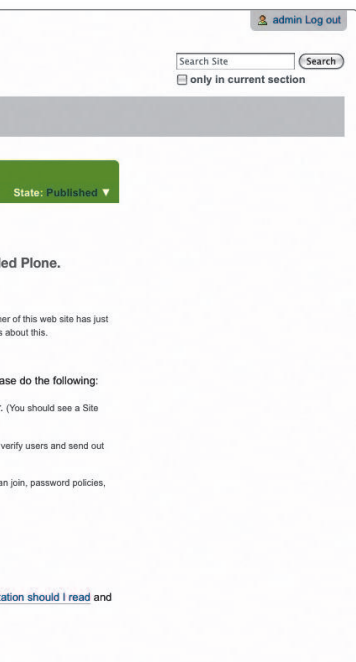 admin Log out
Search Site Search
only in current section
State: Published ▼
led Plone.
ner of this web site has just
s about this.
ase do the following:
'. (You should see a Site
verify users and send out
an join, password policies,
tation should I read and